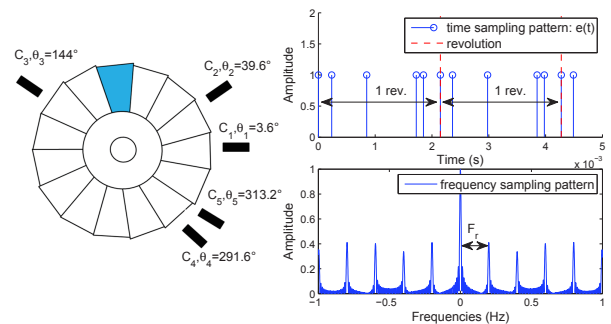 C3,θ3=144°
C2,θ2=39.6°
C1,θ1=3.6°
C5,θ5=313.2°
C4,θ4=291.6°
Amplitude
2
1.5
1
0.5
0
time sampling pattern: e(t)
revolution
1 rev.
1 rev.
0
1
2
3
4
5
Time (s)
x 10⁻³
Amplitude
1
0.8
0.6
0.4
0.2
0
frequency sampling pattern
Fr
-1
-0.5
0
0.5
1
Frequencies (Hz)